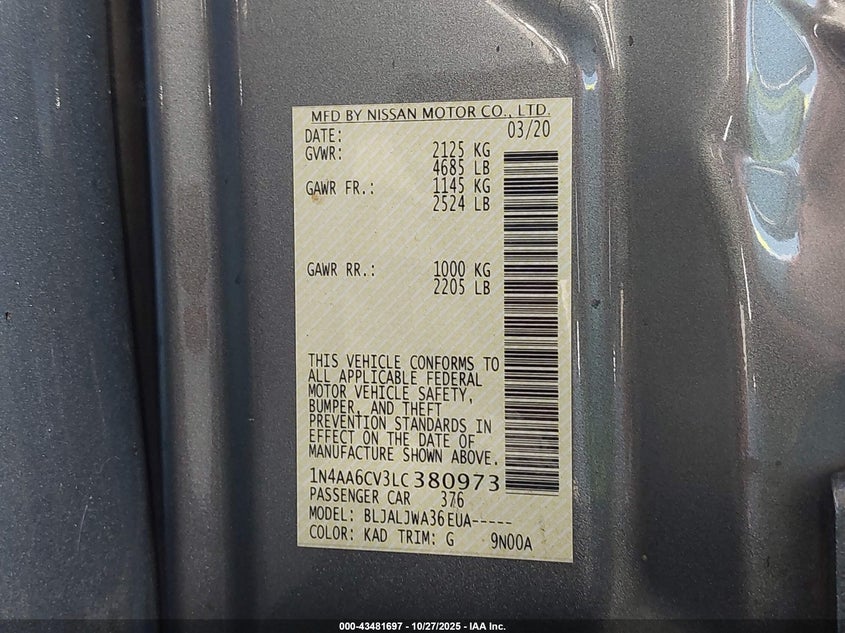 MFD BY NISSAN MOTOR CO., LTD.
DATE: 03/20
GVWR: 2125 KG
4685 LB
GAWR FR.: 1145 KG
2524 LB
GAWR RR.: 1000 KG
2205 LB
THIS VEHICLE CONFORMS TO
ALL APPLICABLE FEDERAL
MOTOR VEHICLE SAFETY,
BUMPER, AND THEFT
PREVENTION STANDARDS IN
EFFECT ON THE DATE OF
MANUFACTURE SHOWN ABOVE.
1N4AA6CV3LC380973
PASSENGER CAR 376
MODEL: BLJALJWA36EUA-----
COLOR: KAD TRIM: G 9N00A
000-43481697 - 10/27/2025 - IAA Inc.